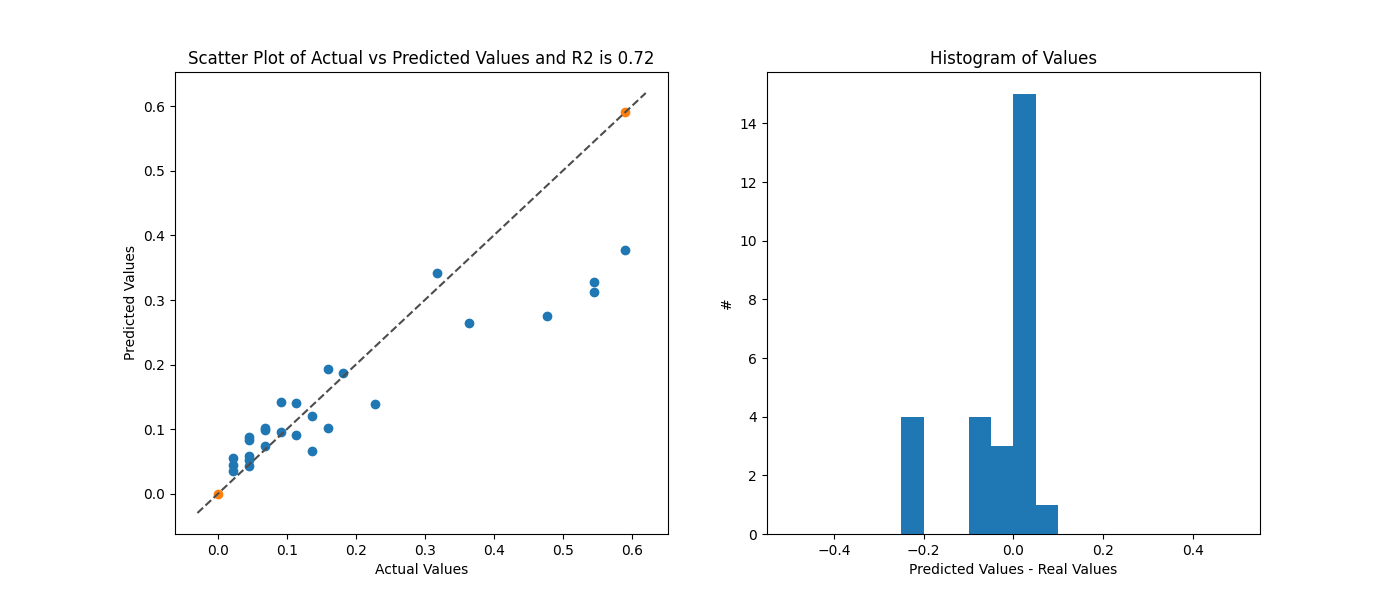 Scatter Plot of Actual vs Predicted Values and R2 is 0.72
0.6
0.5
0.4
0.3
0.2
0.1
0.0
Predicted Values
0.0 0.1 0.2 0.3 0.4 0.5 0.6
Actual Values
Histogram of Values
14
12
10
8
6
4
2
0
#
−0.4 −0.2 0.0 0.2 0.4
Predicted Values - Real Values